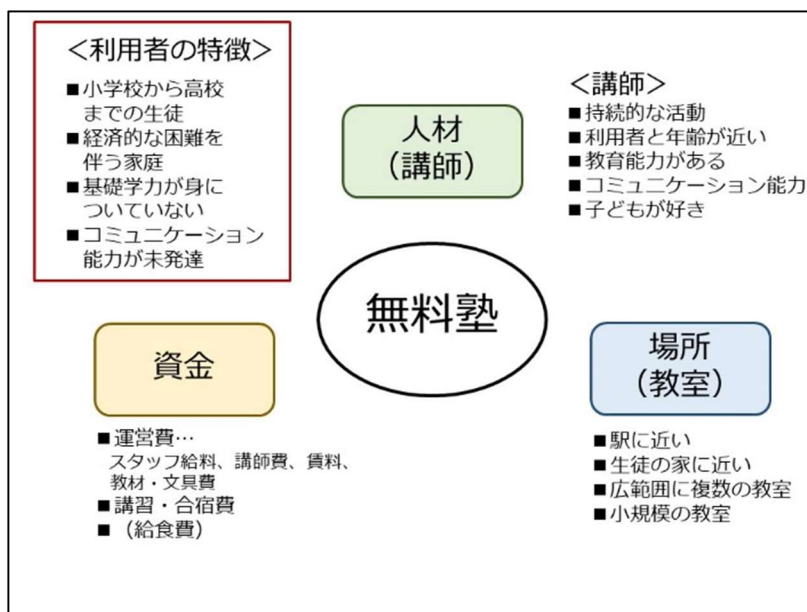 ＜利用者の特徴＞
■小学校から高校
までの生徒
■経済的な困難を
伴う家庭
■基礎学力が身に
ついていない
■コミュニケーション
能力が未発達
人材
（講師）
＜講師＞
■持続的な活動
■利用者と年齢が近い
■教育能力がある
■コミュニケーション能力
■子どもが好き
無料塾
資金
■運営費…
スタッフ給料、講師費、賃料、
教材・文具費
■講習・合宿費
■（給食費）
場所
（教室）
■駅に近い
■生徒の家に近い
■広範囲に複数の教室
■小規模の教室